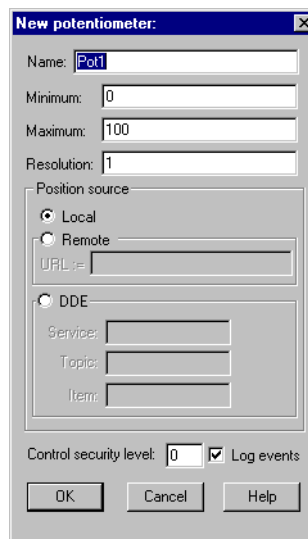 New potentiometer:
Name: Pot1
Minimum: 0
Maximum: 100
Resolution: 1
Position source
Local
Remote
URL :=
DDE
Service:
Topic:
Item:
Control security level: 0 Log events
OK Cancel Help